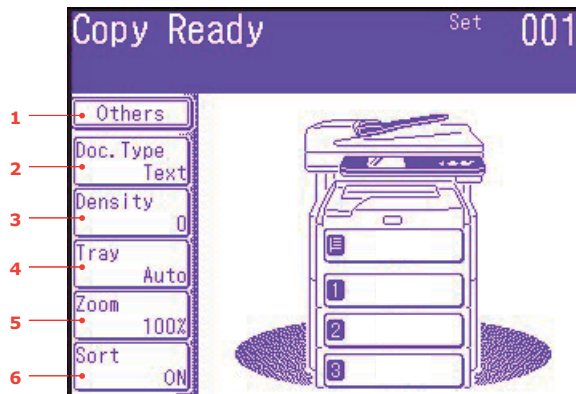 Copy Ready Set 001
1 Others
2 Doc.Type
Text
3 Density
0
4 Tray
Auto
5 Zoom
100%
6 Sort
ON
1
2
3